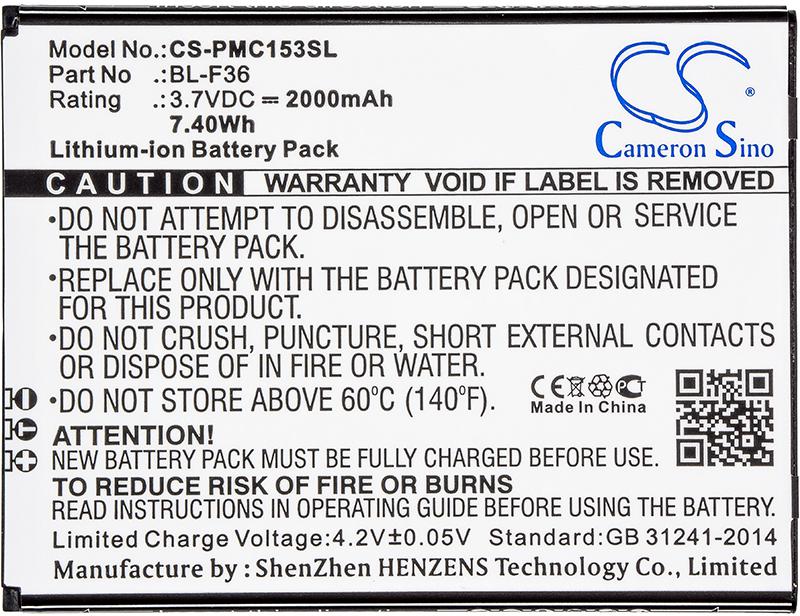 Model No.: CS-PMC153SL
Part No : BL-F36
Rating : 3.7VDC ⎓ 2000mAh
7.40Wh
Lithium-ion Battery Pack
CS
®
Cameron Sino
CAUTION WARRANTY VOID IF LABEL IS REMOVED
•DO NOT ATTEMPT TO DISASSEMBLE, OPEN OR SERVICE
THE BATTERY PACK.
•REPLACE ONLY WITH THE BATTERY PACK DESIGNATED
FOR THIS PRODUCT.
•DO NOT CRUSH, PUNCTURE, SHORT EXTERNAL CONTACTS
OR DISPOSE OF IN FIRE OR WATER.
•DO NOT STORE ABOVE 60°C (140°F).
CE PCT
Made In China
ATTENTION!
NEW BATTERY PACK MUST BE FULLY CHARGED BEFORE USE
TO REDUCE RISK OF FIRE OR BURNS
READ INSTRUCTIONS BEFORE OPERATING BEFORE USING BATTERY
Limited Charge Voltage:4.2V±0.05V Standard:GB 31241-2014
Manufacturer:ShenZhen HENZENS Technology Co., Limited